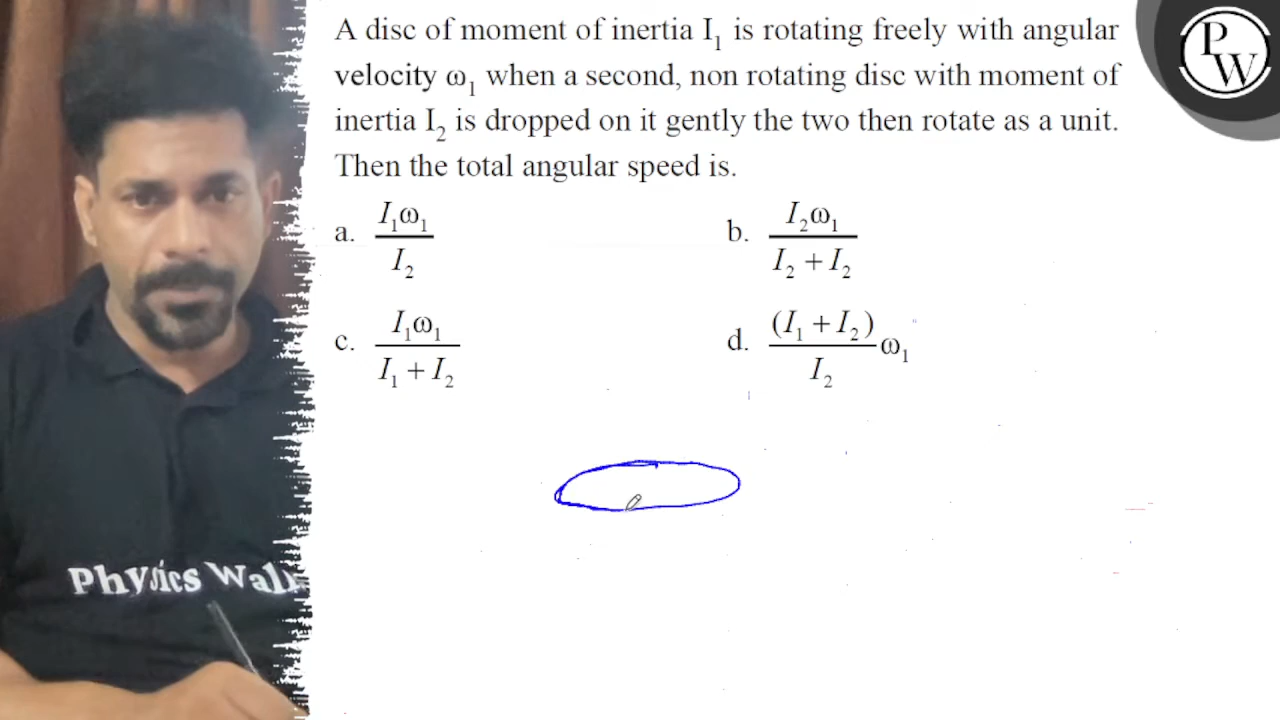 A disc of moment of inertia I₁ is rotating freely with angular
velocity ω₁ when a second, non rotating disc with moment of
inertia I₂ is dropped on it gently the two then rotate as a unit.
Then the total angular speed is.
a. I₁ω₁ / I₂
b. I₂ω₁ / I₂ + I₂
c. I₁ω₁ / I₁ + I₂
d. (I₁ + I₂) / I₂ ω₁
PW
Physics